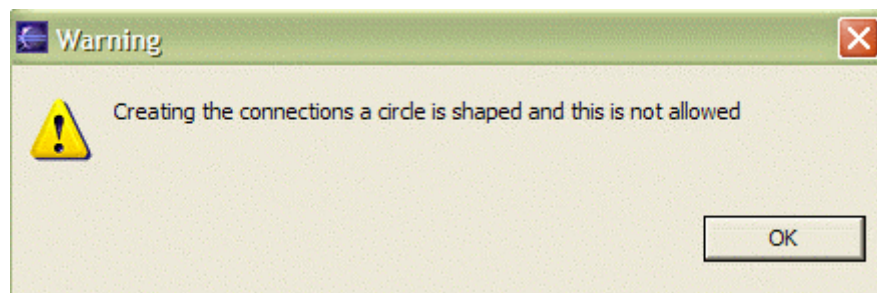 Warning
Creating the connections a circle is shaped and this is not allowed
OK